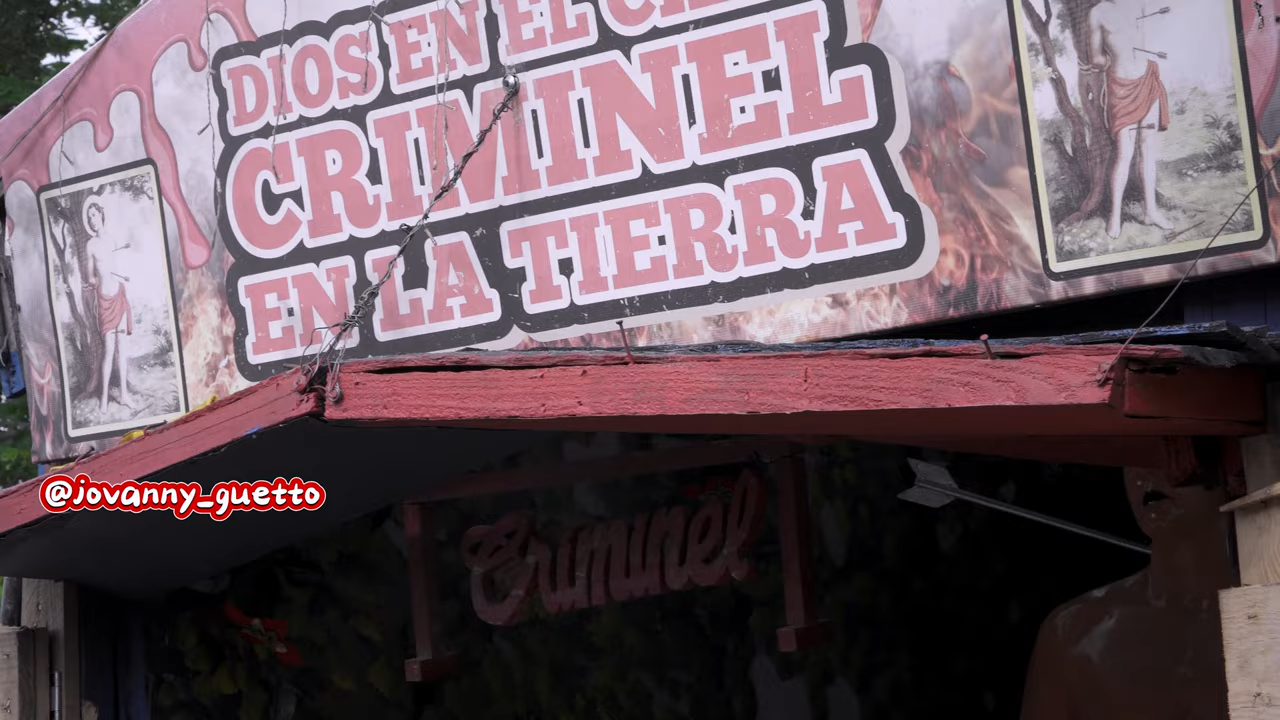 DIOS EN EL
CRIMINEL
EN LA TIERRA
@jovanny_guetto
Criminel